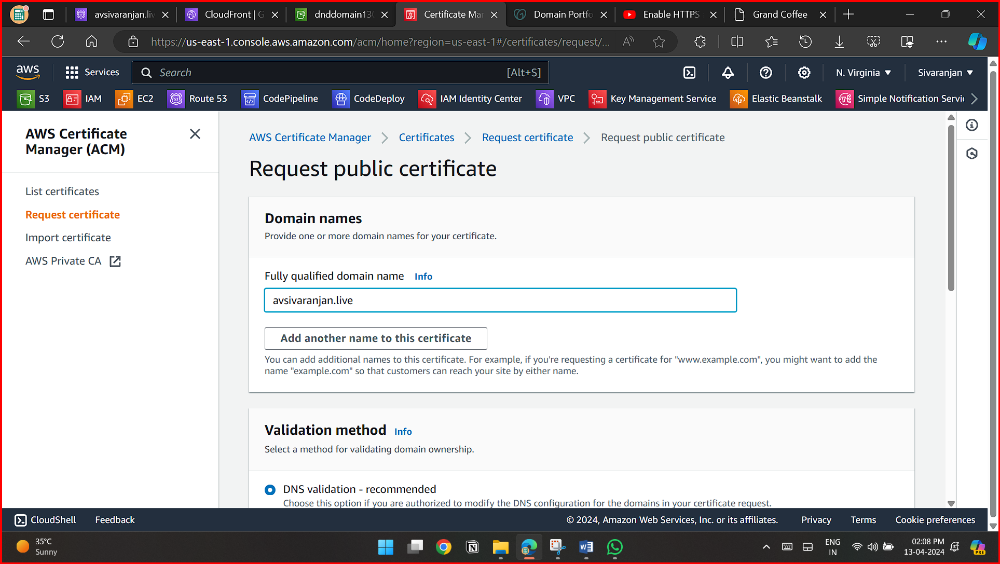 avsivaranjan.liv
CloudFront | G
dnddomain130
Certificate Mar
Domain Portfo
Enable HTTPS
Grand Coffee
https://us-east-1.console.aws.amazon.com/acm/home?region=us-east-1#/certificates/request/...
aws
Services
Search
[Alt+S]
N. Virginia
Sivaranjan
S3
IAM
EC2
Route 53
CodePipeline
CodeDeploy
IAM Identity Center
VPC
Key Management Service
Elastic Beanstalk
Simple Notification Servic
AWS Certificate
Manager (ACM)
List certificates
Request certificate
Import certificate
AWS Private CA
AWS Certificate Manager
Certificates
Request certificate
Request public certificate
Request public certificate
Domain names
Provide one or more domain names for your certificate.
Fully qualified domain name Info
avsivaranjan.live
Add another name to this certificate
You can add additional names to this certificate. For example, if you're requesting a certificate for "www.example.com", you might want to add the
name "example.com" so that customers can reach your site by either name.
Validation method Info
Select a method for validating domain ownership.
DNS validation - recommended
Choose this option if you are authorized to modify the DNS configuration for the domains in your certificate request.
CloudShell
Feedback
© 2024, Amazon Web Services, Inc. or its affiliates.
Privacy
Terms
Cookie preferences
35°C
Sunny
ENG
IN
02:08 PM
13-04-2024
PRE